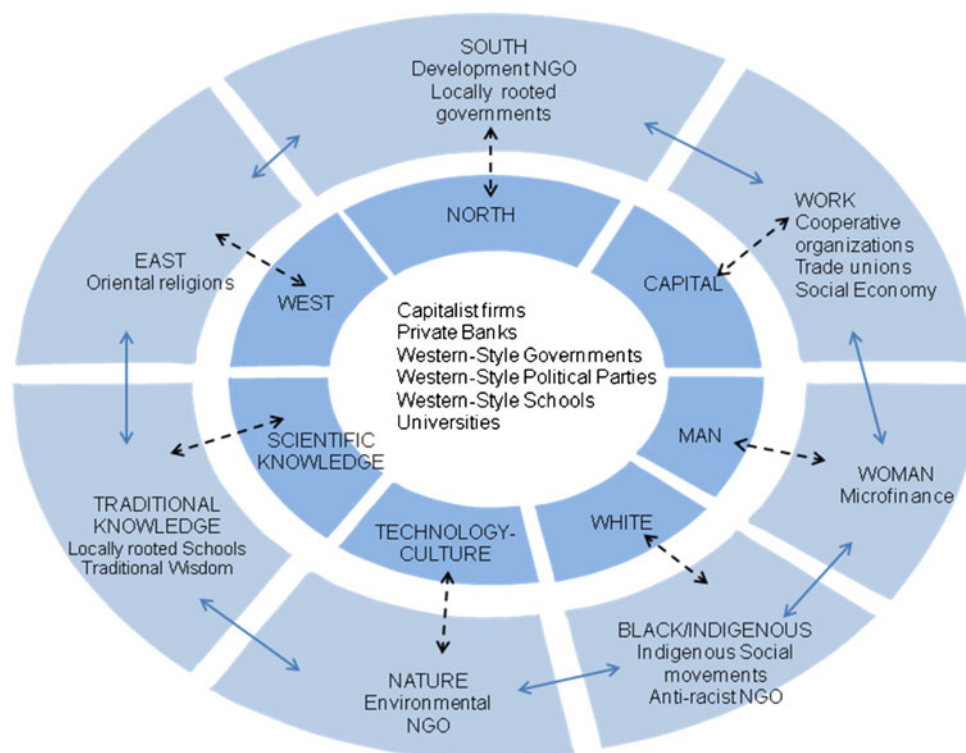 SOUTH
Development NGO
Locally rooted
governments
NORTH
WORK
Cooperative
organizations
Trade unions
Social Economy
CAPITAL
EAST
Oriental religions
WEST
Capitalist firms
Private Banks
Western-Style Governments
Western-Style Political Parties
Western-Style Schools
Universities
SCIENTIFIC
KNOWLEDGE
MAN
WOMAN
Microfinance
TRADITIONAL
KNOWLEDGE
Locally rooted Schools
Traditional Wisdom
TECHNOLOGY-
CULTURE
WHITE
BLACK/INDIGENOUS
Indigenous Social
movements
Anti-racist NGO
NATURE
Environmental
NGO